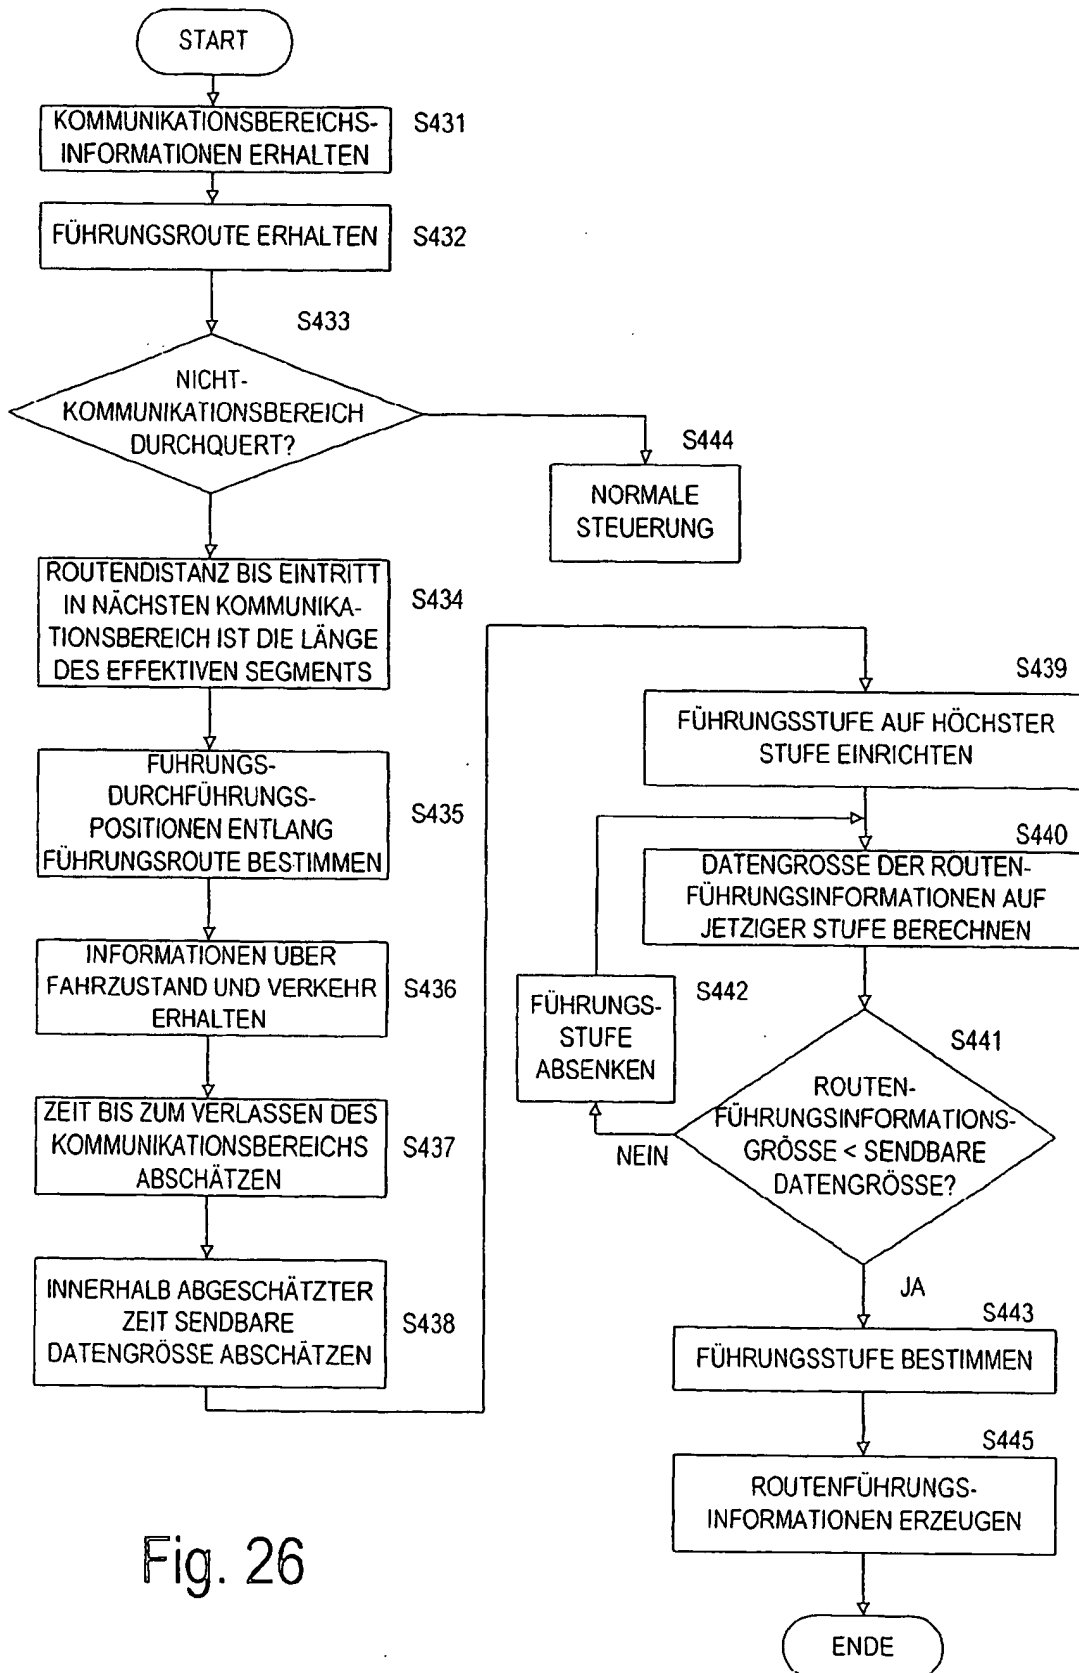 START
KOMMUNIKATIONSBEREICHS-
INFORMATIONEN ERHALTEN
S431
FÜHRUNGSROUTE ERHALTEN
S432
S433
NICHT-
KOMMUNIKATIONSBEREICH
DURCHQUERT?
S444
NORMALE
STEUERUNG
ROUTENDISTANZ BIS EINTRITT
IN NÄCHSTEN KOMMUNIKA-
TIONSBEREICH IST DIE LÄNGE
DES EFFEKTIVEN SEGMENTS
S434
FUHRUNGS-
DURCHFÜHRUNGS-
POSITIONEN ENTLANG
FÜHRUNGSROUTE BESTIMMEN
S435
INFORMATIONEN UBER
FAHRZUSTAND UND VERKEHR
ERHALTEN
S436
ZEIT BIS ZUM VERLASSEN DES
KOMMUNIKATIONSBEREICHS
ABSCHÄTZEN
S437
INNERHALB ABGESCHÄTZTER
ZEIT SENDBARE
DATENGRÖSSE ABSCHÄTZEN
S438
S439
FÜHRUNGSSTUFE AUF HÖCHSTER
STUFE EINRICHTEN
S440
DATENGRÖSSE DER ROUTEN-
FÜHRUNGSINFORMATIONEN AUF
JETZIGER STUFE BERECHNEN
S442
FÜHRUNGS-
STUFE
ABSENKEN
S441
ROUTEN-
FÜHRUNGSINFORMATIONS-
GRÖSSE < SENDBARE
DATENGRÖSSE?
NEIN
JA
S443
FÜHRUNGSSTUFE BESTIMMEN
S445
ROUTENFÜHRUNGS-
INFORMATIONEN ERZEUGEN
ENDE
Fig. 26